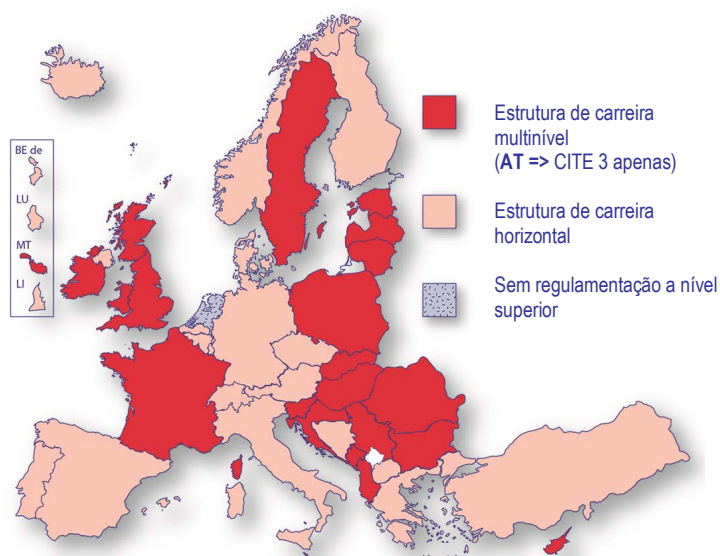 Estrutura de carreira
multinível
(AT => CITE 3 apenas)
Estrutura de carreira
horizontal
Sem regulamentação a nível
superior
BE de
LU
MT
LI